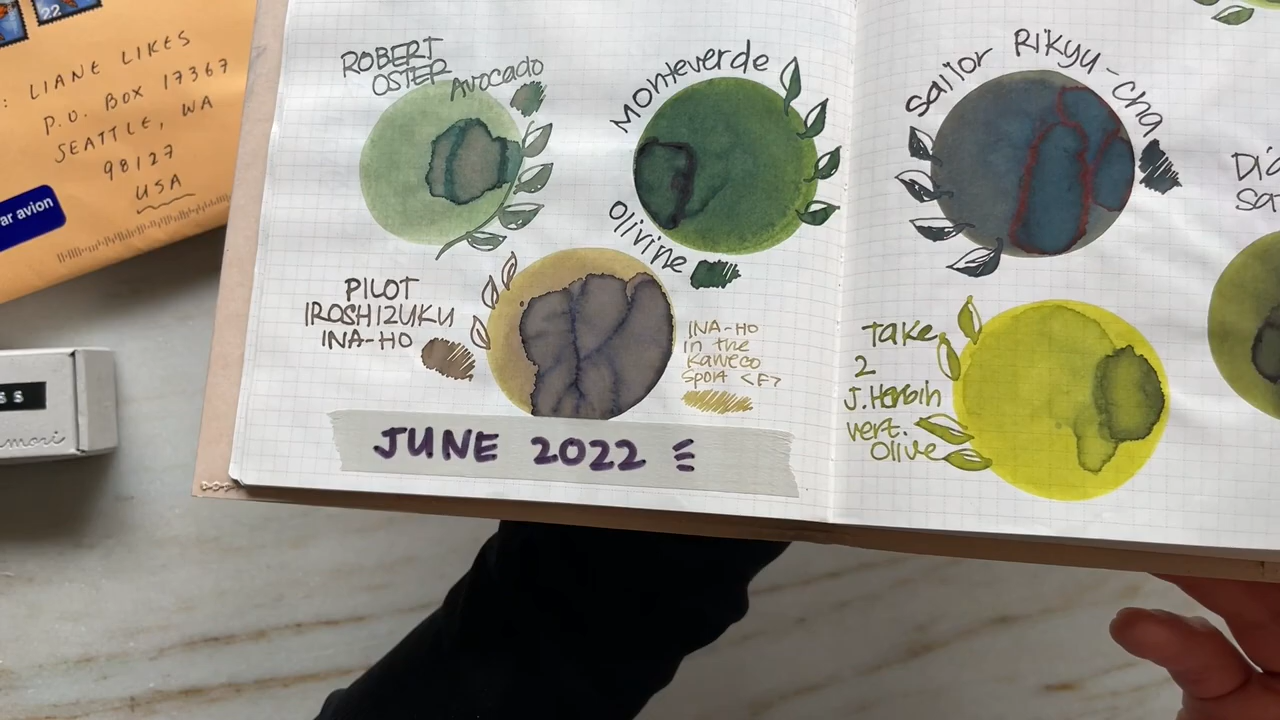 22
: LIANE LIKES
P.O. BOX 17367
SEATTLE, WA
98127
USA
ar avion
ROBERT
OSTER
Avocado
Monteverde
Olivine
Sailor Rikyu-cha
PILOT
IROSHIZUKU
INA-HO
INA-HO
in the
Kaweco
Sport <F>
JUNE 2022
Take
2
J. Herbin
vert.
Olive